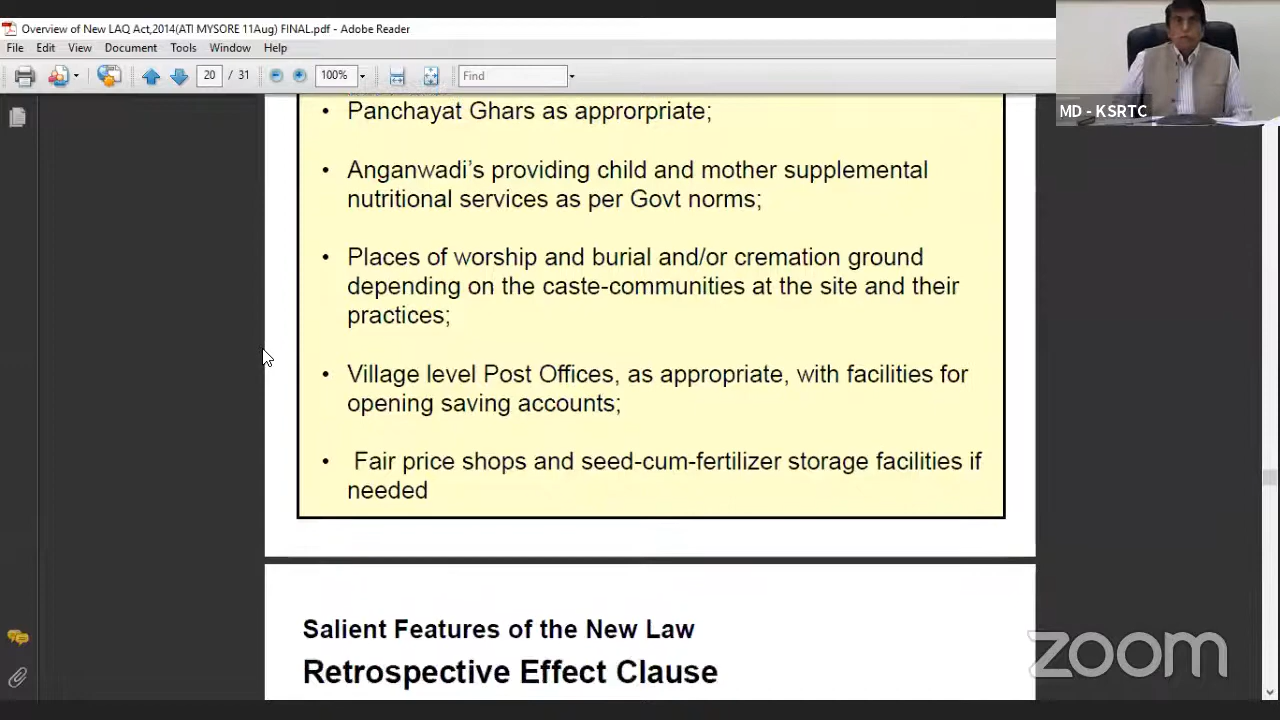 Overview of New LAQ Act,2014(ATI MYSORE 11Aug) FINAL.pdf - Adobe Reader
File Edit View Document Tools Window Help
20 / 31 100% Find
MD - KSRTC
• Panchayat Ghars as approrpriate;
• Anganwadi's providing child and mother supplemental
nutritional services as per Govt norms;
• Places of worship and burial and/or cremation ground
depending on the caste-communities at the site and their
practices;
• Village level Post Offices, as appropriate, with facilities for
opening saving accounts;
• Fair price shops and seed-cum-fertilizer storage facilities if
needed
Salient Features of the New Law
Retrospective Effect Clause
zoom